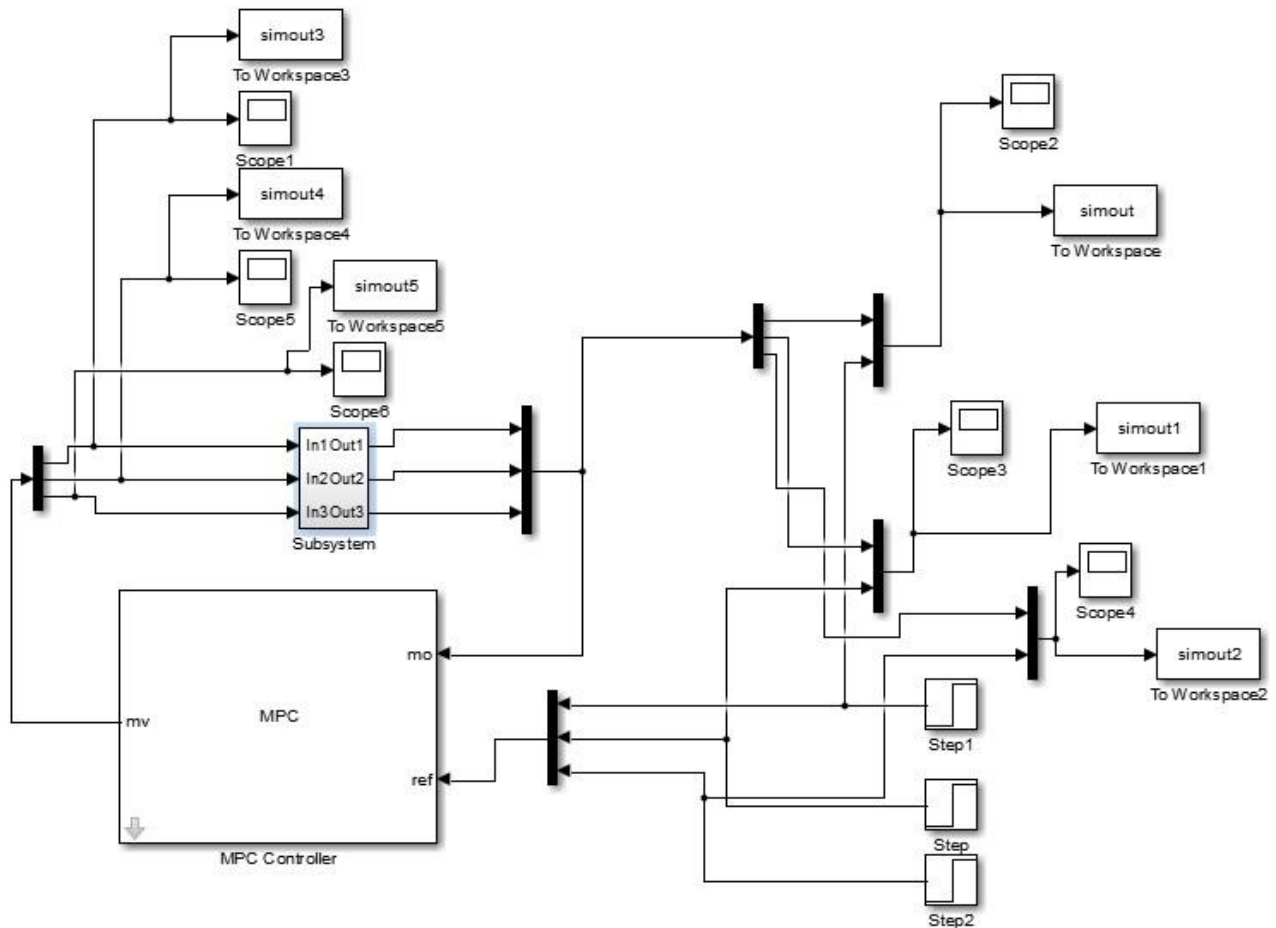 simout3
To Workspace3
Scope1
simout4
To Workspace4
Scope5
simout5
To Workspace5
Scope6
In1 Out1
In2 Out2
In3 Out3
Subsystem
Scope2
simout
To Workspace
Scope3
simout1
To Workspace1
Scope4
simout2
To Workspace2
mo
mv
MPC
ref
MPC Controller
Step1
Step
Step2